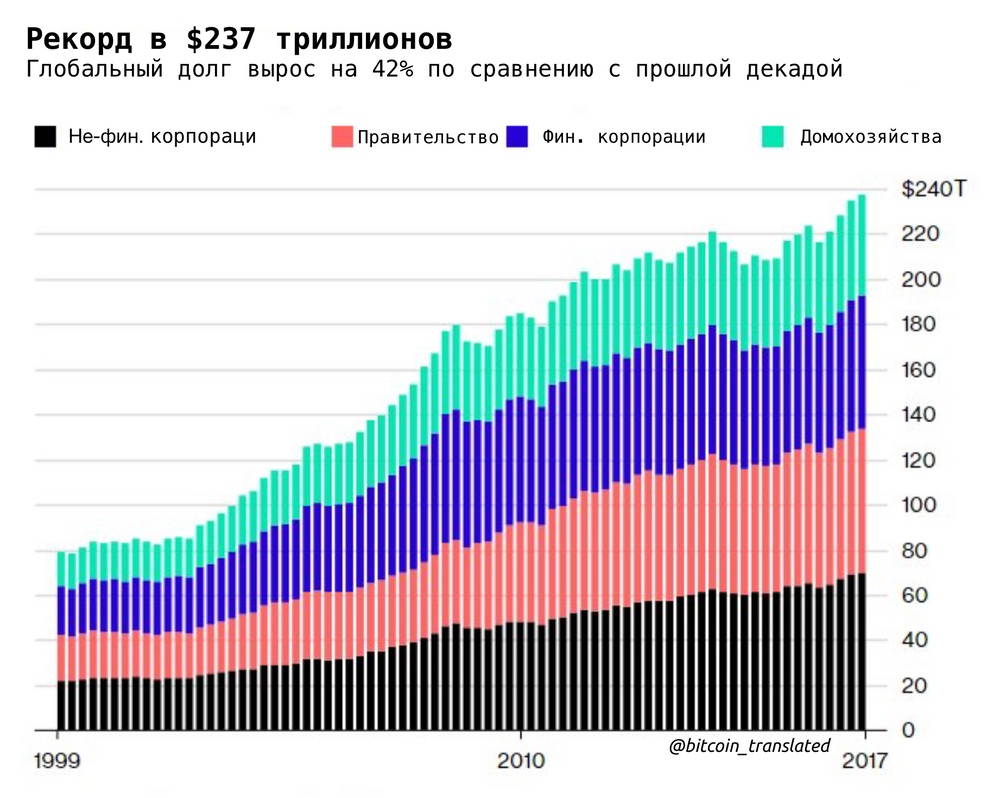 Рекорд в $237 триллионов
Глобальный долг вырос на 42% по сравнению с прошлой декадой
Не-фин. корпораци Правительство Фин. корпорации Домохозяйства
$240T
220
200
180
160
140
120
100
80
60
40
20
0
@bitcoin_translated
1999 2010 2017